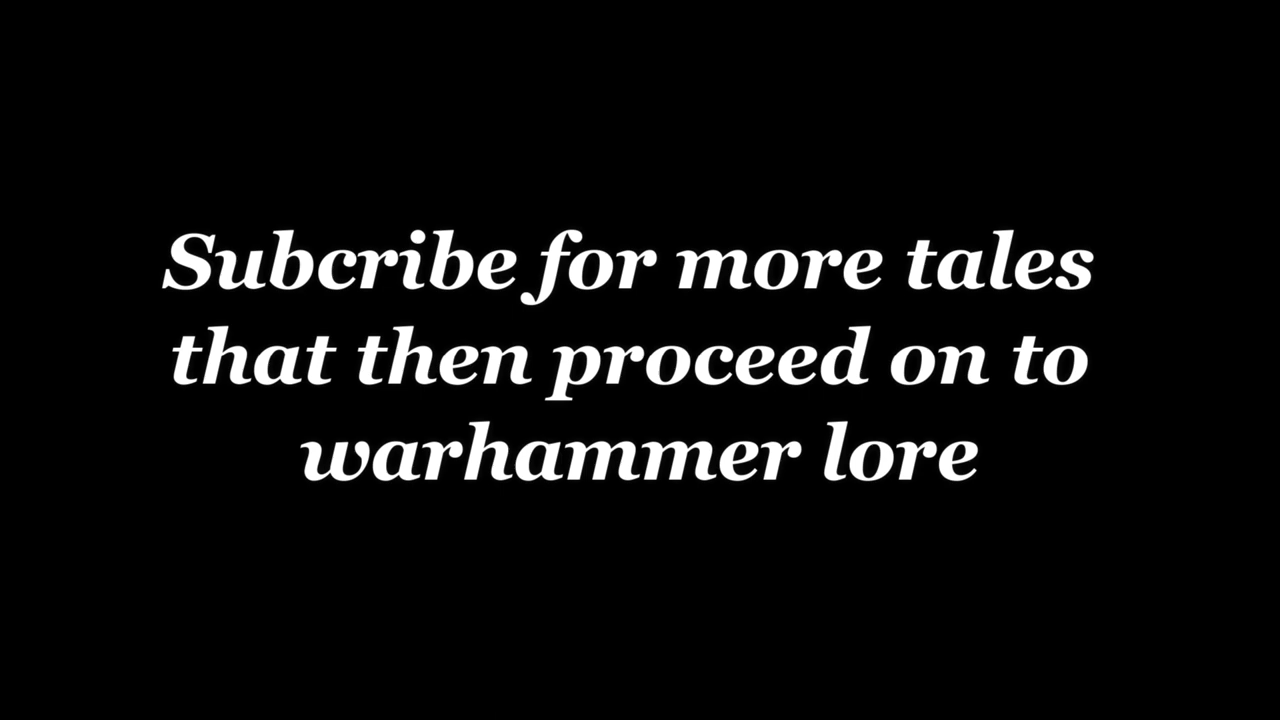 Subcribe for more tales
that then proceed on to
warhammer lore